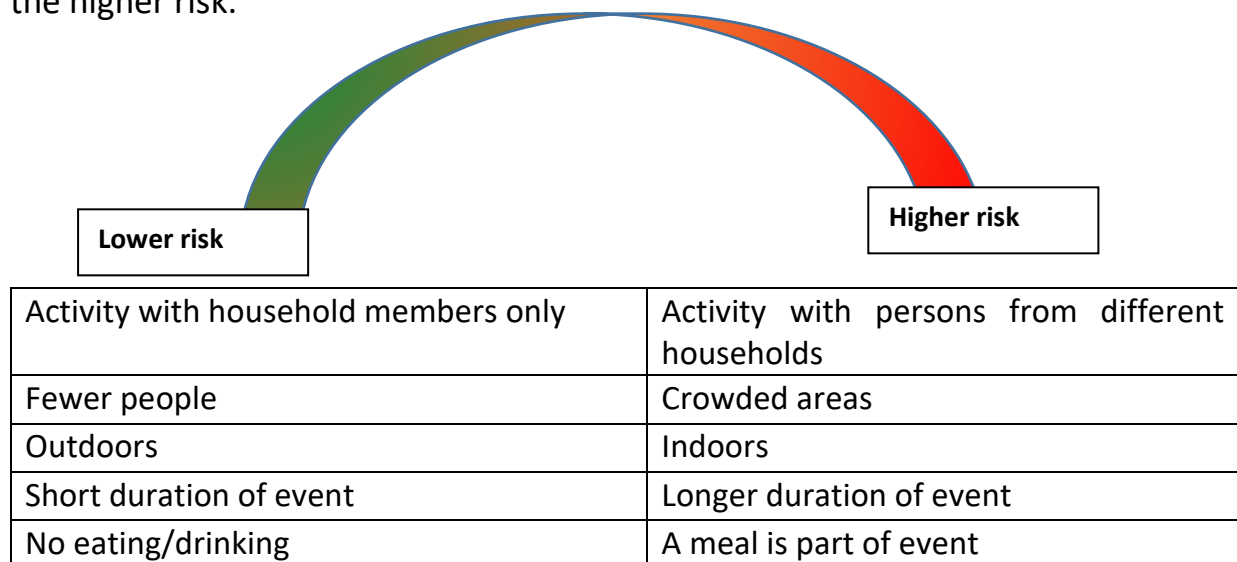 the higher risk.
Lower risk
Higher risk
Activity with household members only
Activity with persons from different
households
Fewer people
Crowded areas
Outdoors
Indoors
Short duration of event
Longer duration of event
No eating/drinking
A meal is part of event